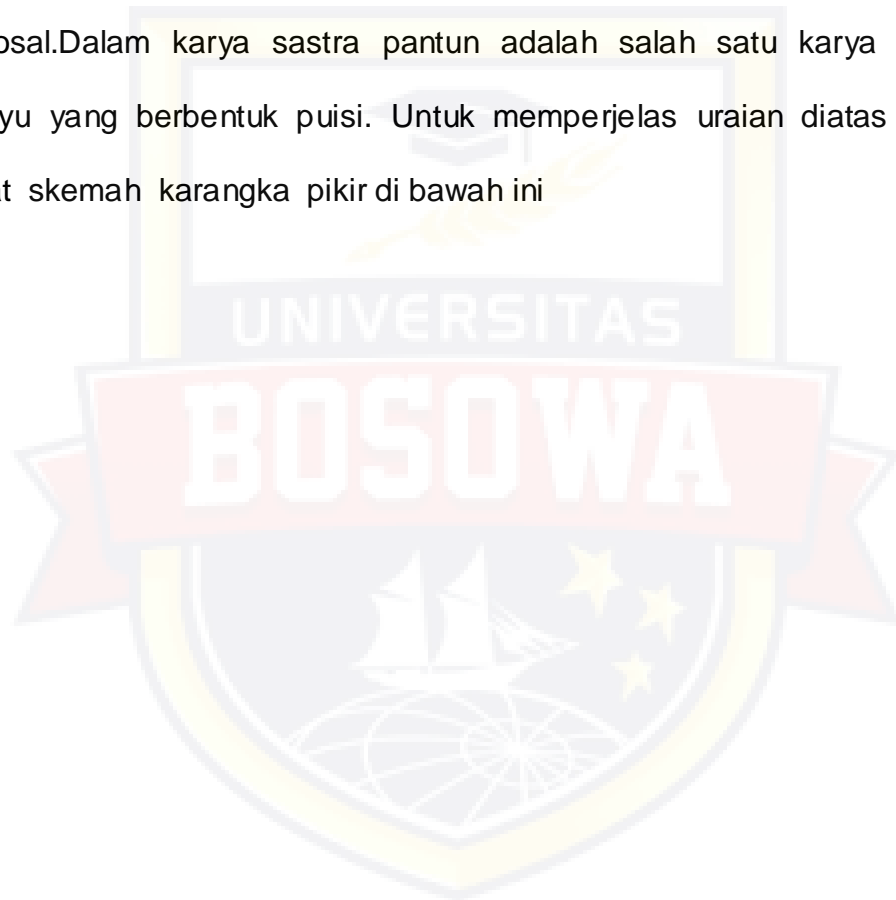 osal.Dalam karya sastra pantun adalah salah satu karya
yu yang berbentuk puisi. Untuk memperjelas uraian diatas
t skemah karangka pikir di bawah ini
UNIVERSITAS
BOSOWA